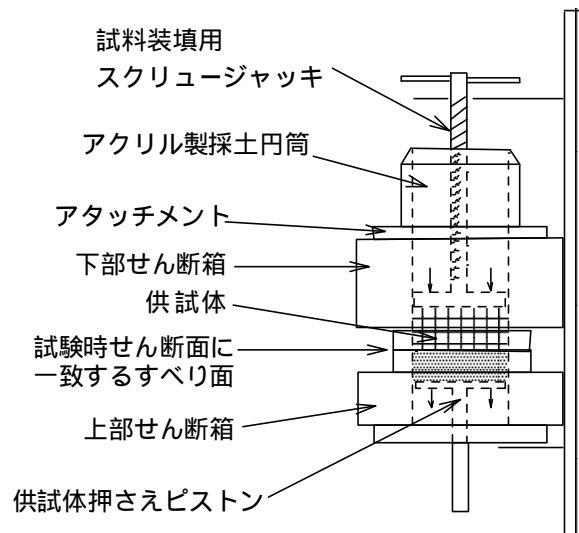 試料装填用
スクリュージャッキ
アクリル製採土円筒
アタッチメント
下部せん断箱
供試体
試験時せん断面に
一致するすべり面
上部せん断箱
供試体押さえピストン